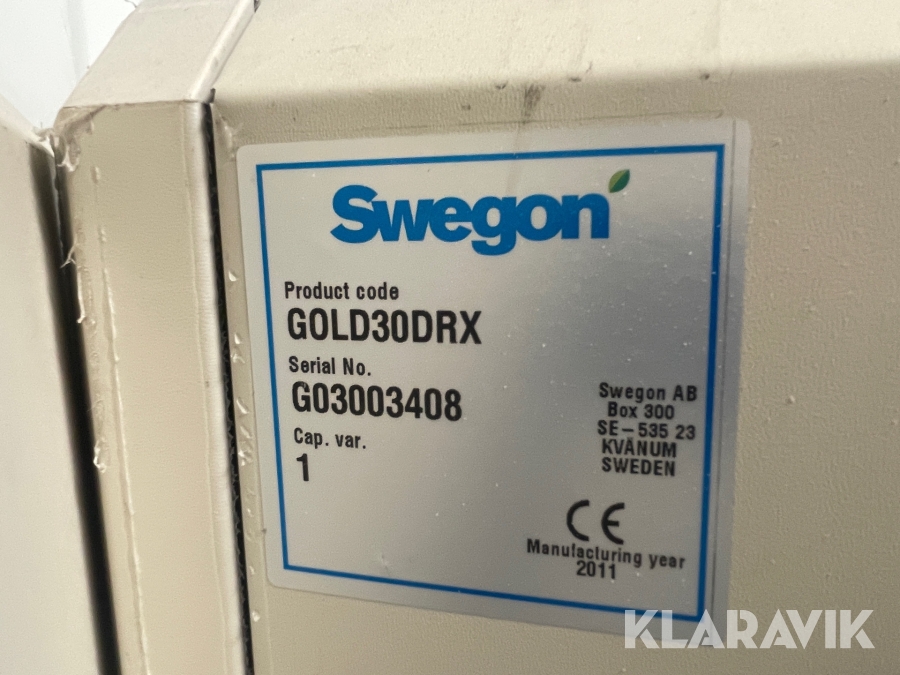 Swegon
Product code
GOLD30DRX
Serial No.
G03003408
Cap. var.
1
Swegon AB
Box 300
SE-535 23
KVÄNUM
SWEDEN
CE
Manufacturing year
2011
KLARAVIK